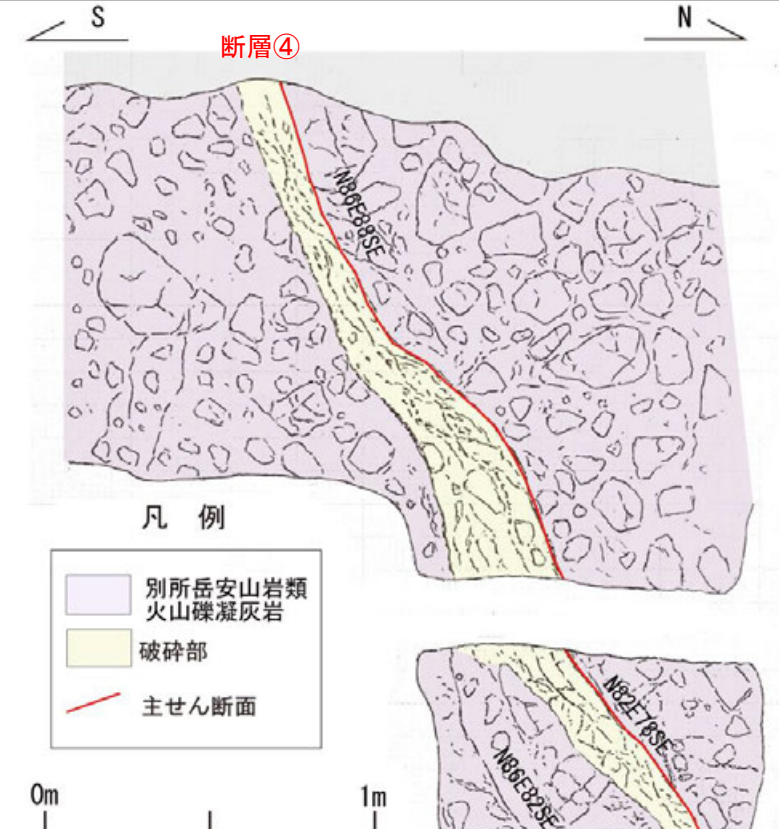 S
N
断層④
N86E88SE
凡 例
別所岳安山岩類
火山礫凝灰岩
破砕部
主せん断面
N82E78SE
N86E82SE
0m
1m